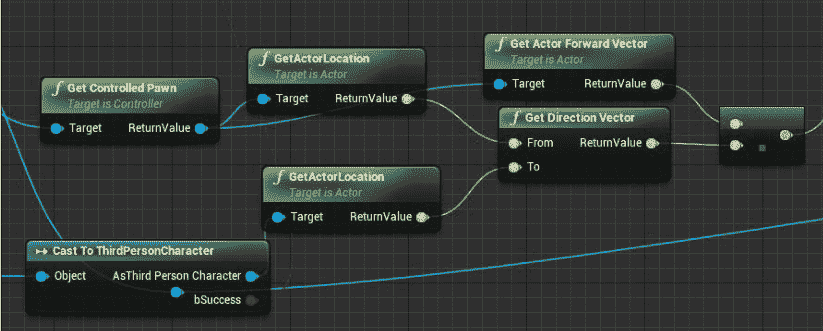 f Get Controlled Pawn
Target is Controller
Target ReturnValue
f GetActorLocation
Target is Actor
Target ReturnValue
f Get Actor Forward Vector
Target is Actor
Target ReturnValue
f Get Direction Vector
From ReturnValue
To
f GetActorLocation
Target is Actor
Target ReturnValue
Cast To ThirdPersonCharacter
Object AsThird Person Character
bSuccess